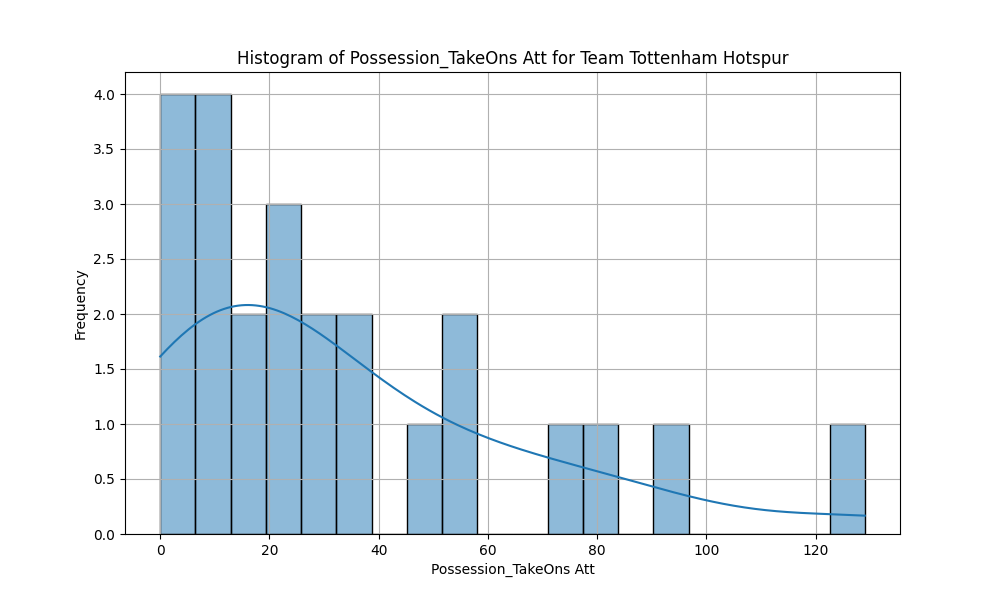 Histogram of Possession_TakeOns Att for Team Tottenham Hotspur
4.0
3.5
3.0
2.5
2.0
1.5
1.0
0.5
0.0
Frequency
0 20 40 60 80 100 120
Possession_TakeOns Att